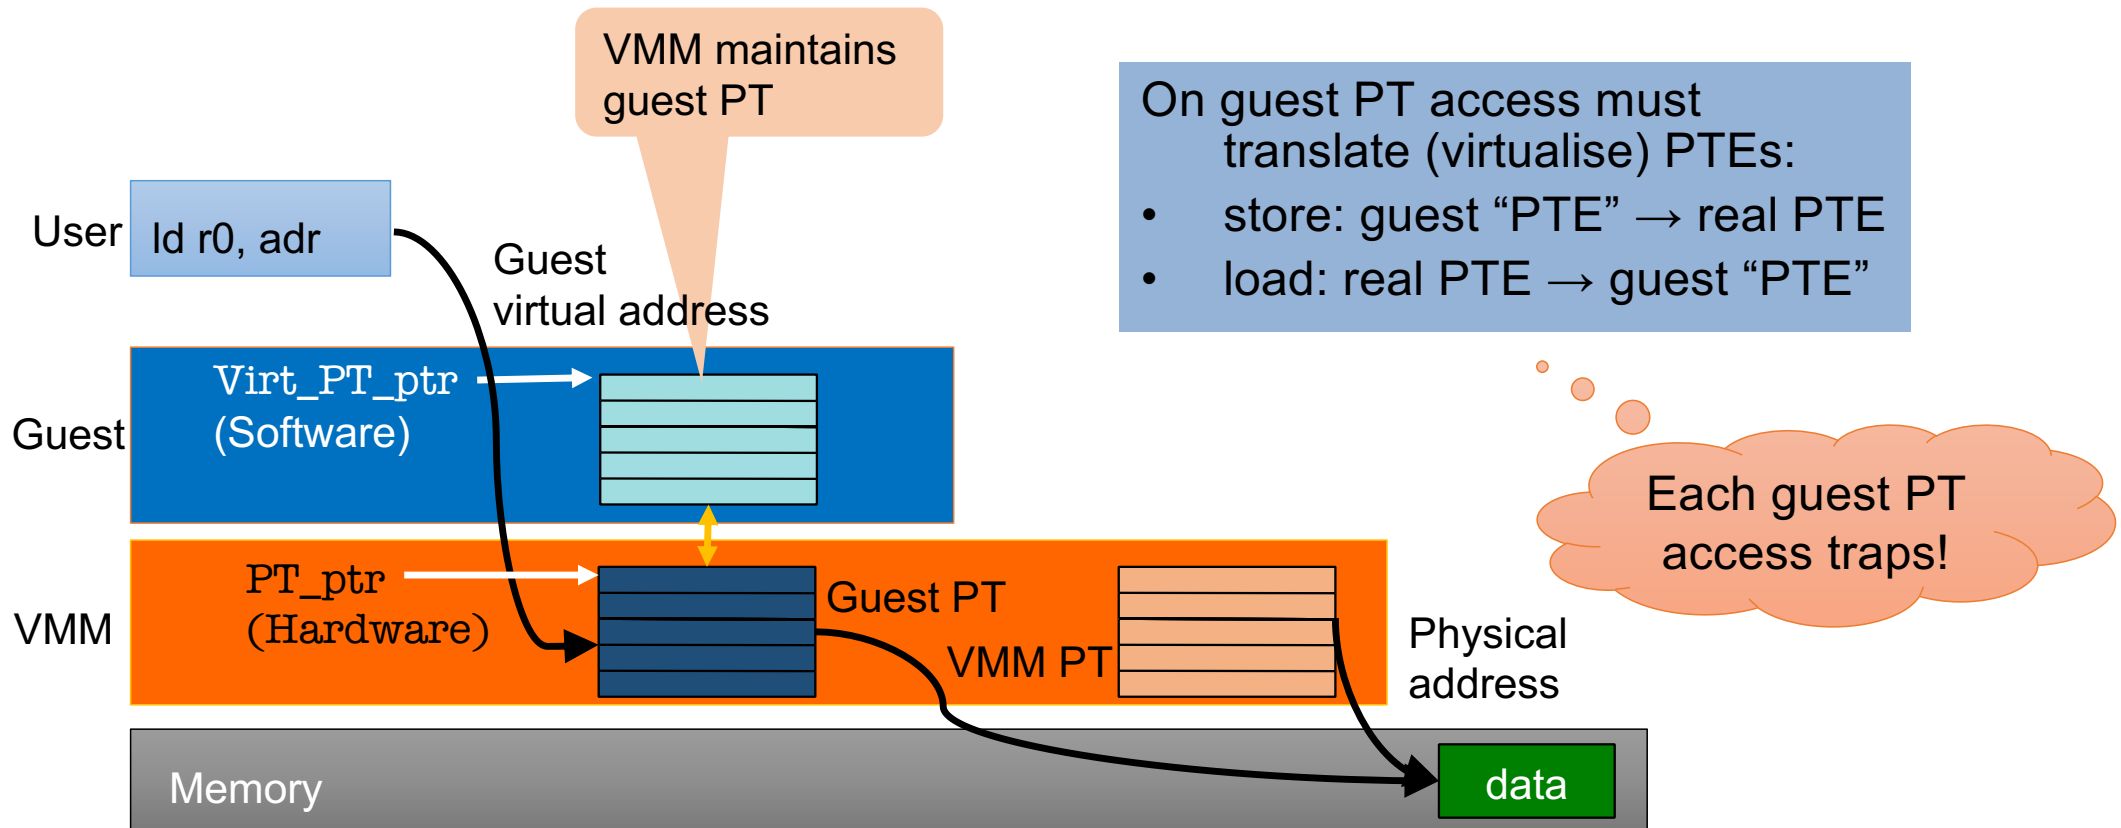 VMM maintains
guest PT
On guest PT access must
translate (virtualise) PTEs:
• store: guest “PTE” → real PTE
• load: real PTE → guest “PTE”
User
ld r0, adr
Guest
virtual address
Virt_PT_ptr
(Software)
Guest
Each guest PT
access traps!
PT_ptr
(Hardware)
VMM
Guest PT
VMM PT
Physical
address
Memory
data